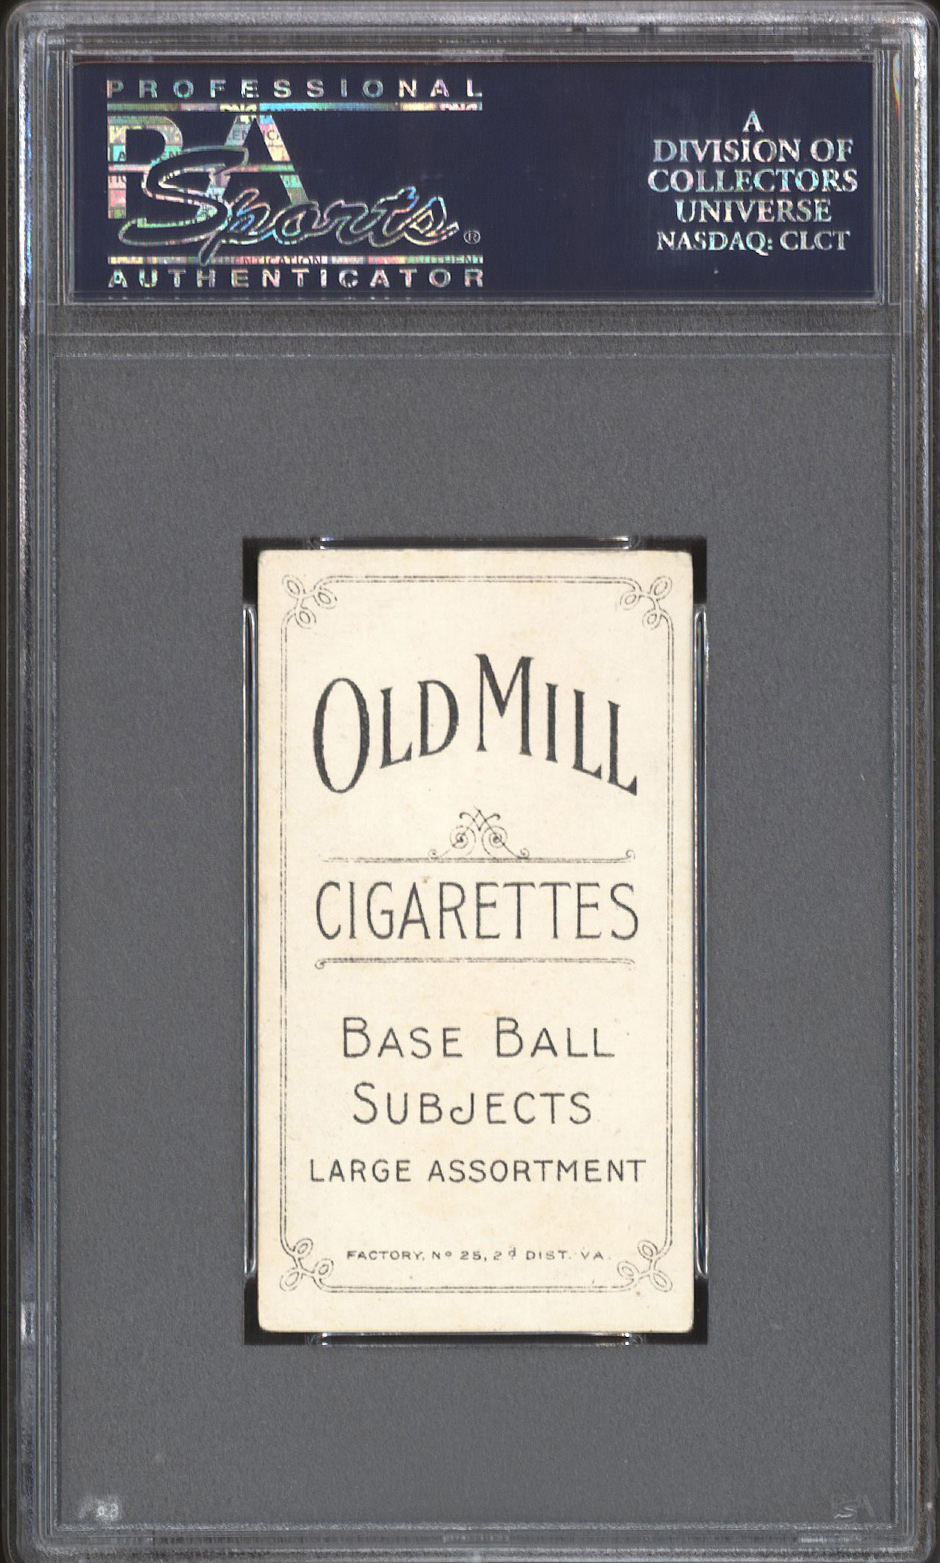 PROFESSIONAL
PSA
Sports®
AUTHENTICATOR
A
DIVISION OF
COLLECTORS
UNIVERSE
NASDAQ: CLCT
OLD MILL
CIGARETTES
BASE BALL
SUBJECTS
LARGE ASSORTMENT
FACTORY, Nº 25, 2d DIST. VA.